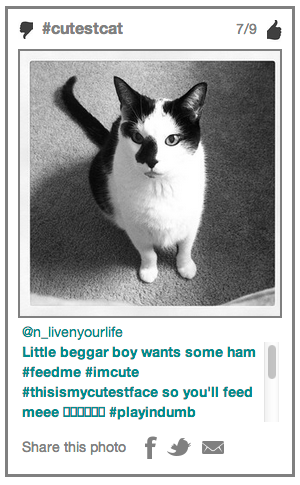 #cutestcat 7/9
@n_livenyourlife
Little beggar boy wants some ham
#feedme #imcute
#thisismycutestface so you'll feed
meee #playindumb
Share this photo